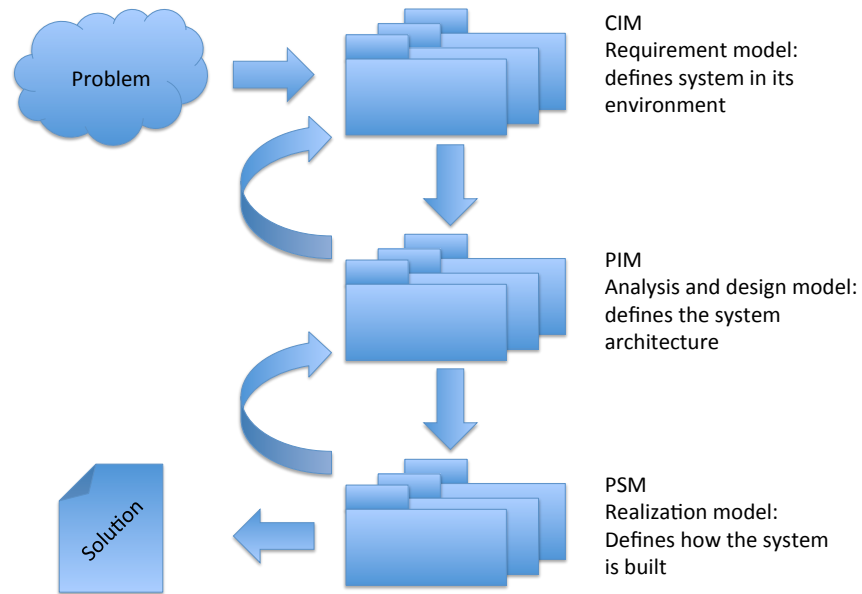 Problem
CIM
Requirement model:
defines system in its
environment
PIM
Analysis and design model:
defines the system
architecture
Solution
PSM
Realization model:
Defines how the system
is built